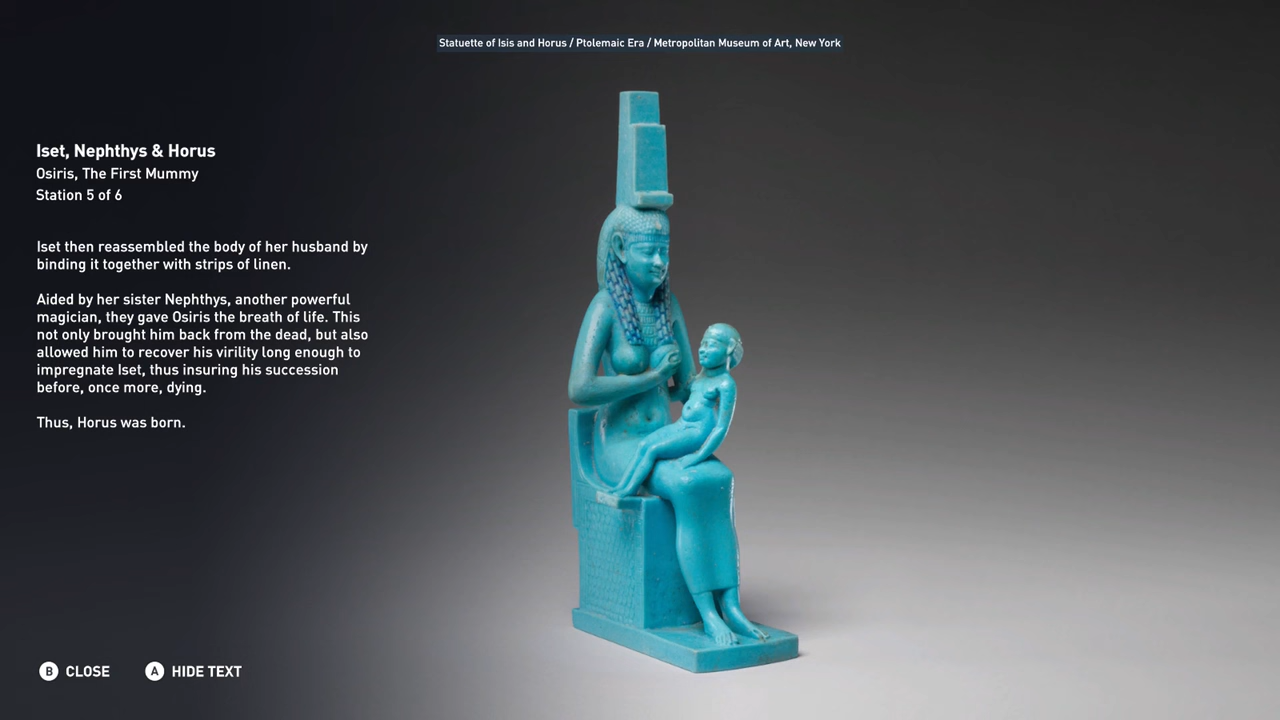 Statuette of Isis and Horus / Ptolemaic Era / Metropolitan Museum of Art, New York
Iset, Nephthys & Horus
Osiris, The First Mummy
Station 5 of 6
Iset then reassembled the body of her husband by
binding it together with strips of linen.
Aided by her sister Nephthys, another powerful
magician, they gave Osiris the breath of life. This
not only brought him back from the dead, but also
allowed him to recover his virility long enough to
impregnate Iset, thus insuring his succession
before, once more, dying.
Thus, Horus was born.
B CLOSE A HIDE TEXT